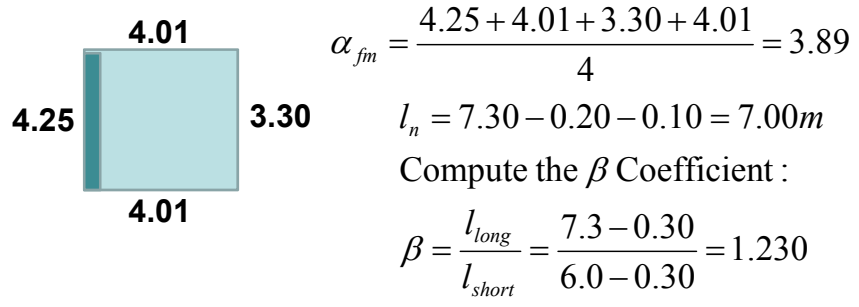 4.01
4.25
3.30
4.01
α_fm = (4.25 + 4.01 + 3.30 + 4.01) / 4 = 3.89
l_n = 7.30 − 0.20 − 0.10 = 7.00m
Compute the β Coefficient :
β = l_long / l_short = (7.3 − 0.30) / (6.0 − 0.30) = 1.230